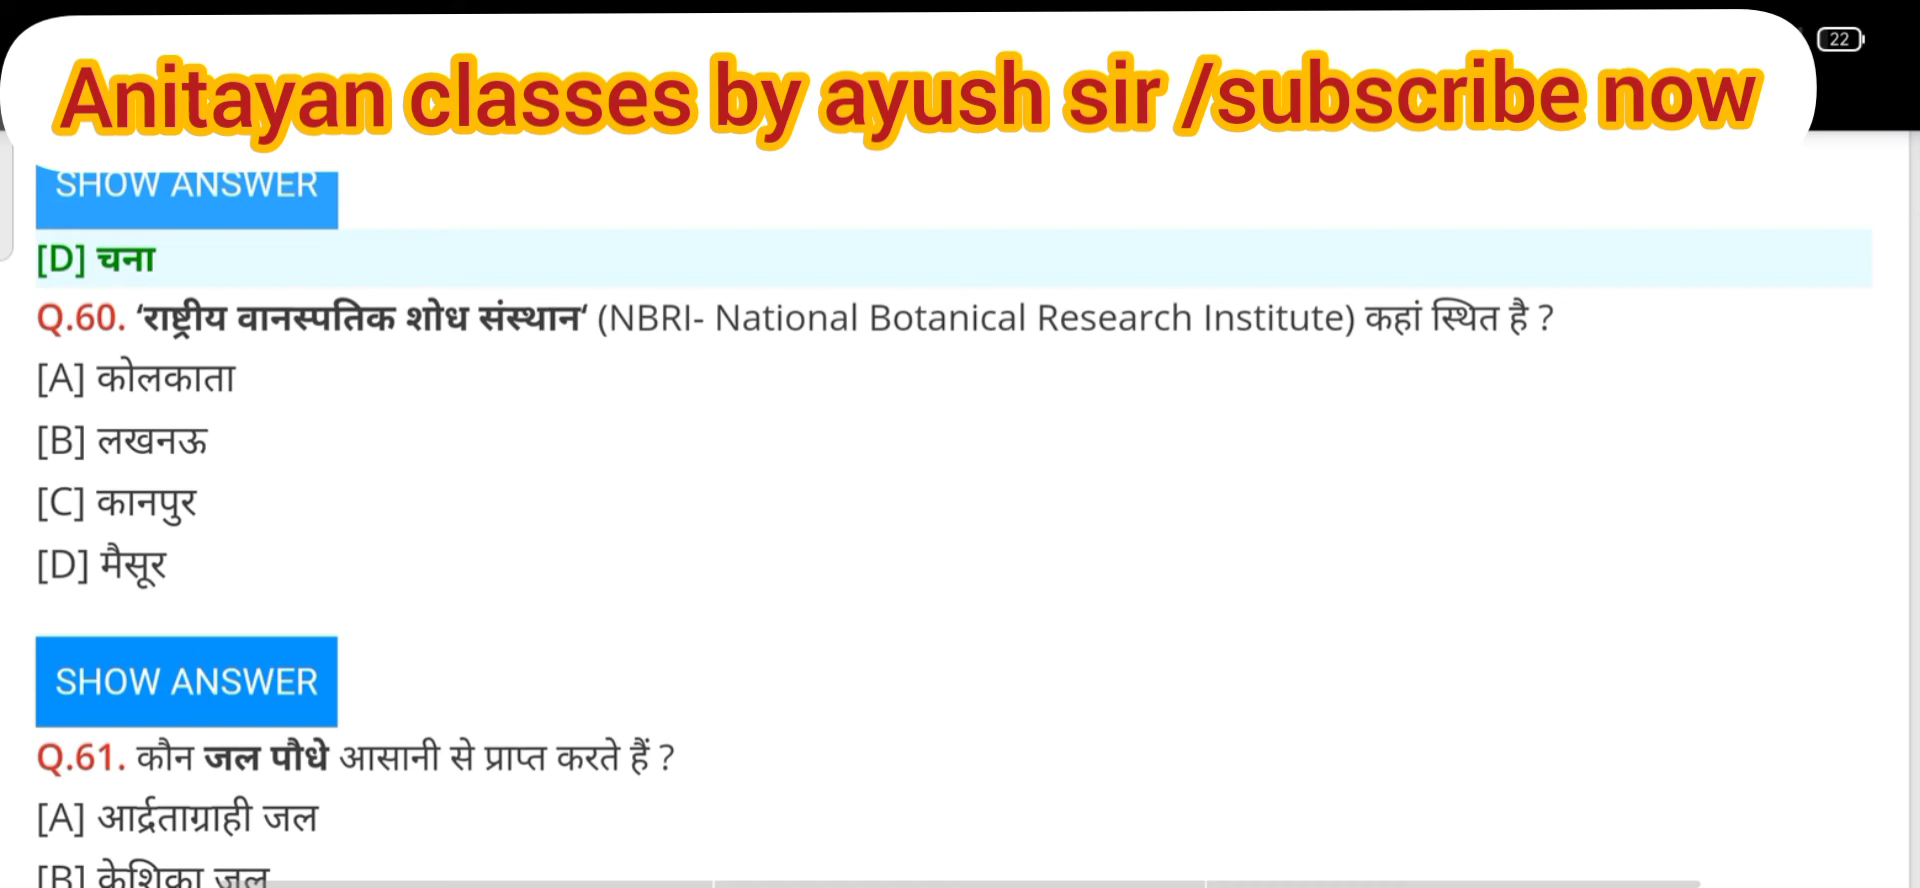 22
Anitayan classes by ayush sir /subscribe now
SHOW ANSWER
[D] चना
Q.60. ‘राष्ट्रीय वानस्पतिक शोध संस्थान‘ (NBRI- National Botanical Research Institute) कहां स्थित है ?
[A] कोलकाता
[B] लखनऊ
[C] कानपुर
[D] मैसूर
SHOW ANSWER
Q.61. कौन जल पौधे आसानी से प्राप्त करते हैं ?
[A] आर्द्रताग्राही जल
[B] केशिका जल